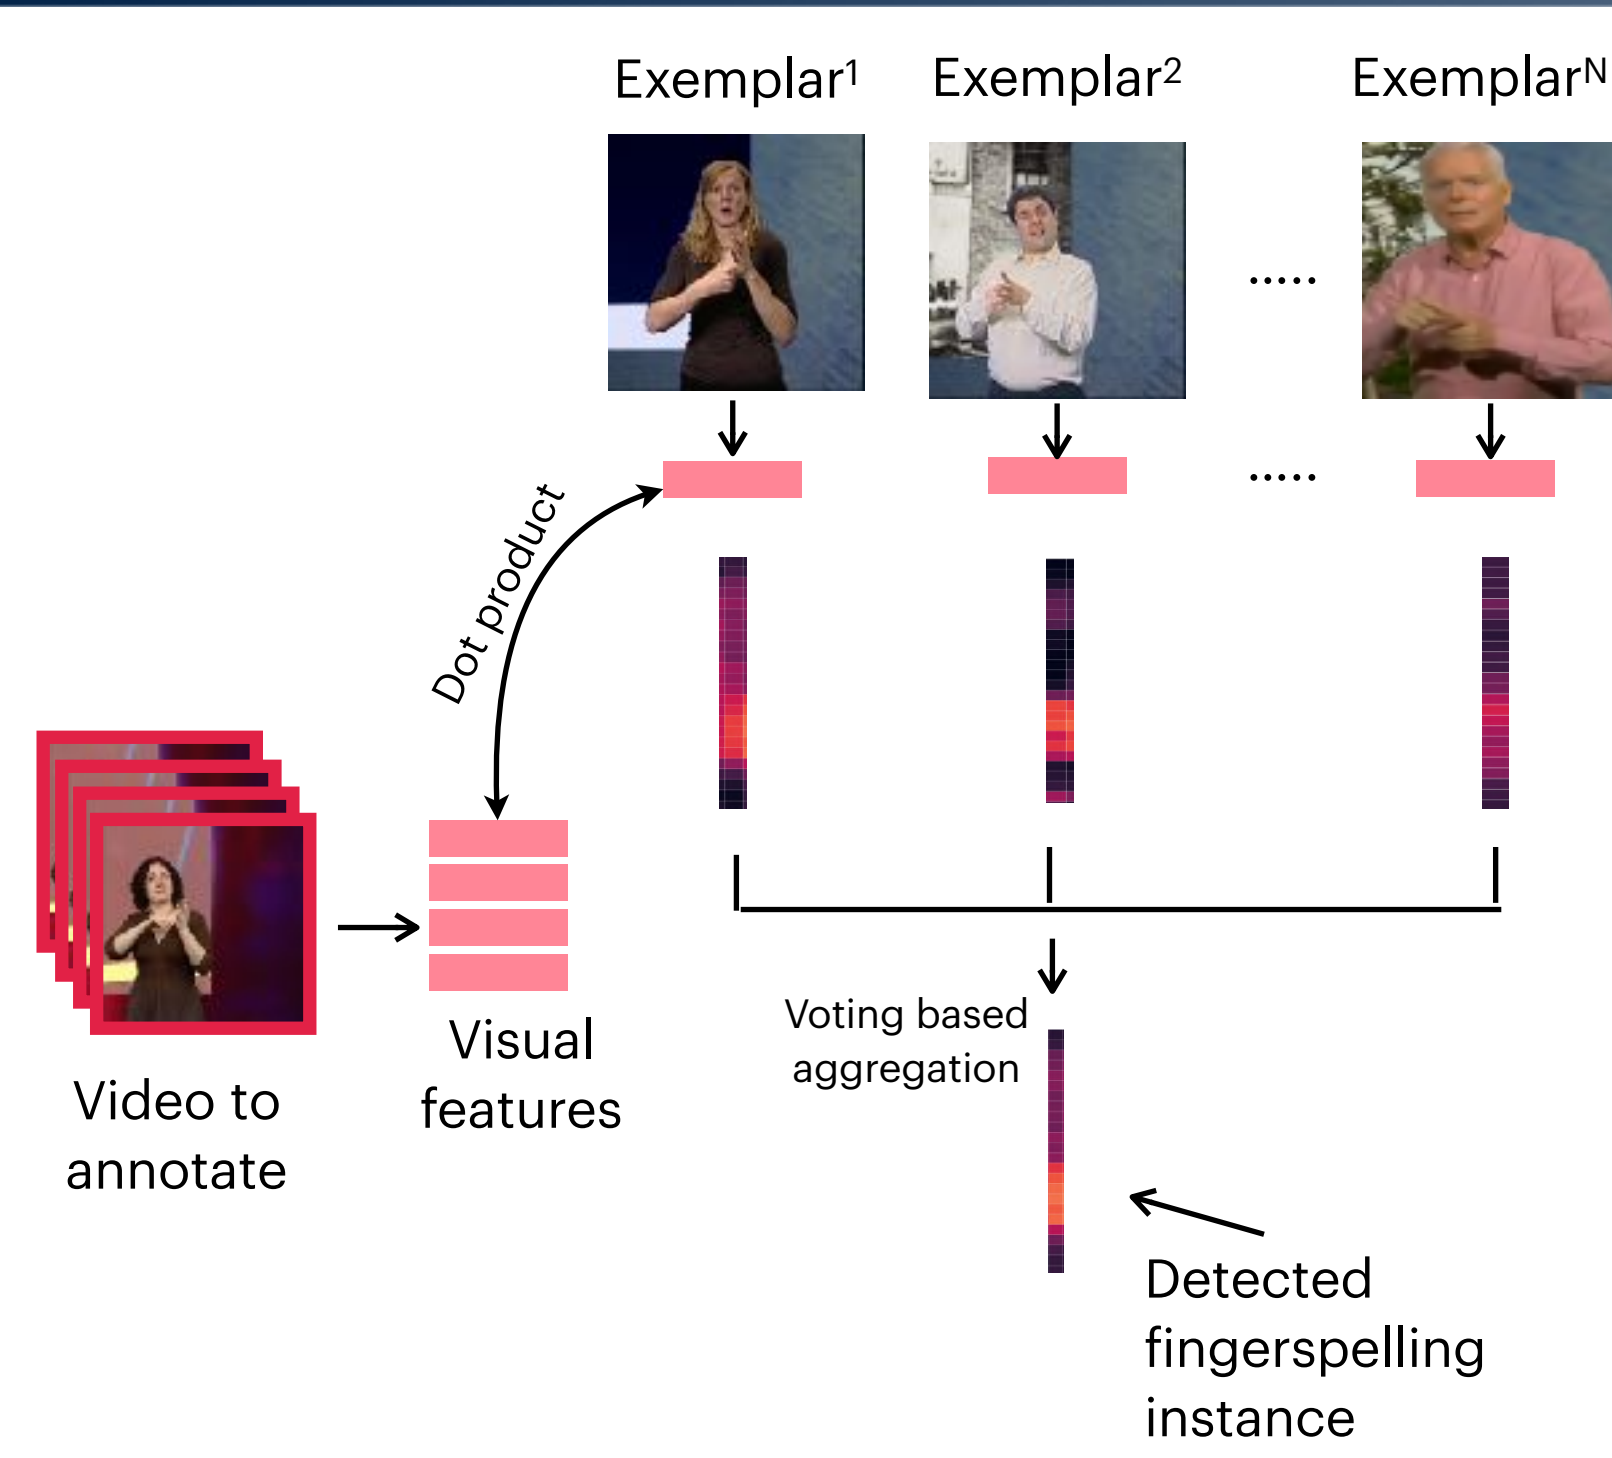 Exemplar¹
Exemplar²
Exemplarᴺ
.....
.....
Dot product
Visual
features
Video to
annotate
Voting based
aggregation
Detected
fingerspelling
instance